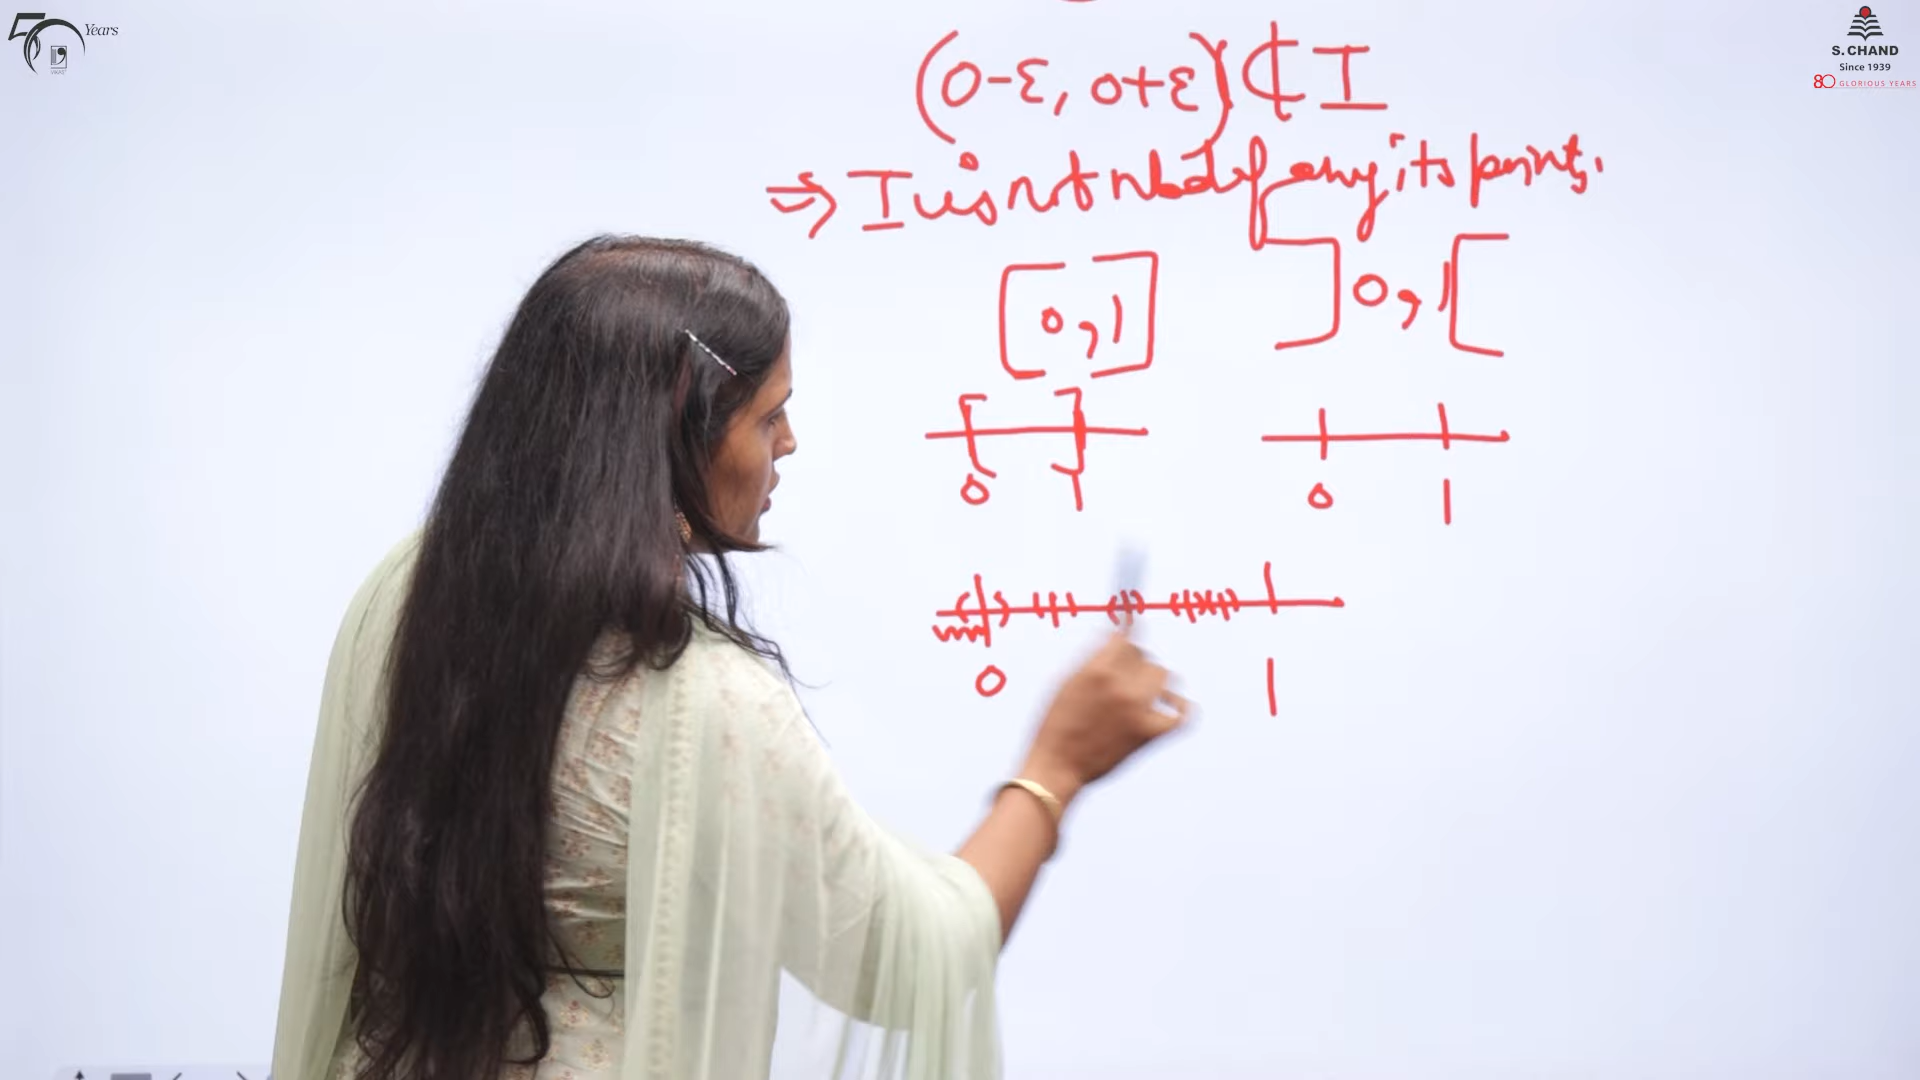 50 Years
VIKAS
S. CHAND
Since 1939
80 GLORIOUS YEARS
(0-ε, 0+ε) ⊄ I
⇒ I is not nbd of any its points.
[0,1] ]0,1[
0 1 0 1
0 1